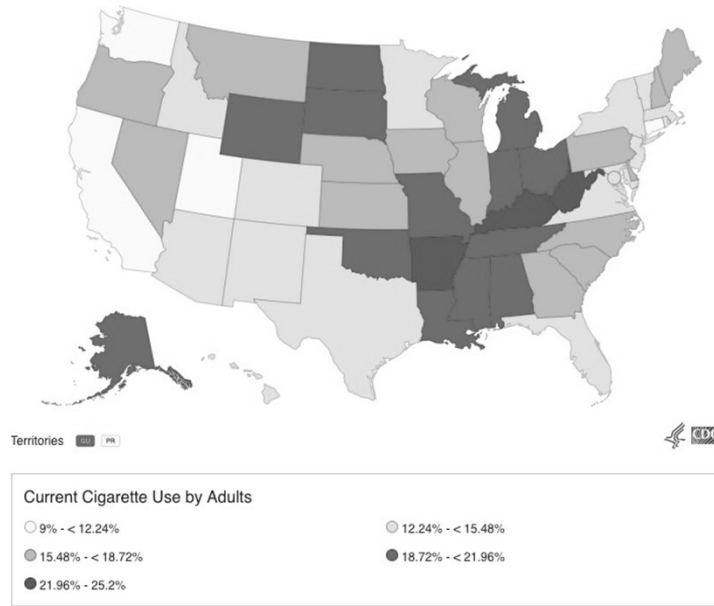 Territories GU PR
CDC
Current Cigarette Use by Adults
9% - < 12.24%
12.24% - < 15.48%
15.48% - < 18.72%
18.72% - < 21.96%
21.96% - 25.2%